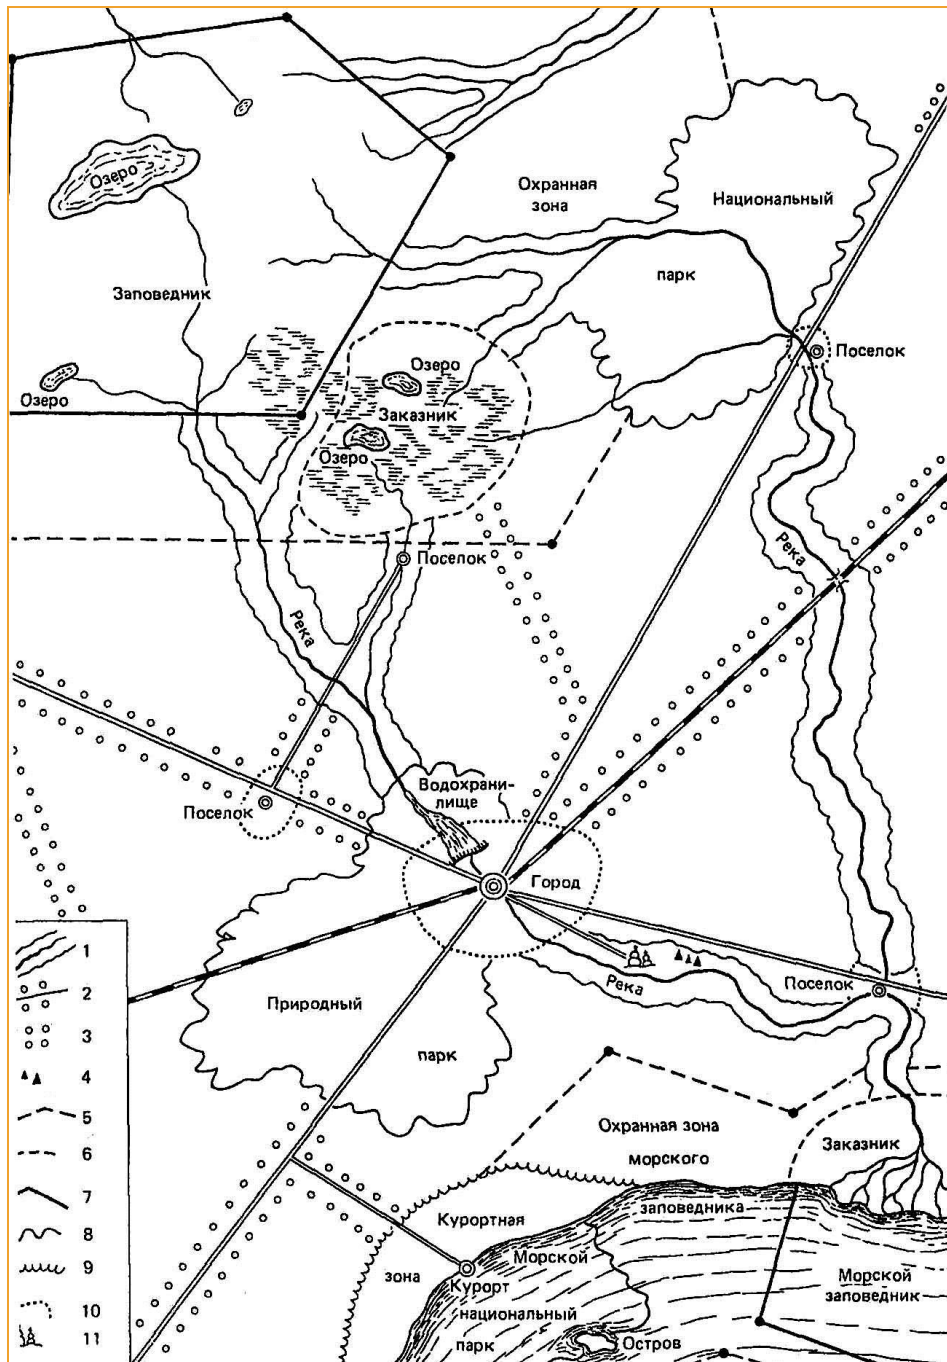 Озеро
Охранная
зона
Национальный
парк
Заповедник
Поселок
Озеро
Озеро
Заказник
Озеро
Поселок
Река
Река
Водохрани-
лище
Поселок
Город
Природный
парк
Река
Поселок
Охранная зона
морского
заповедника
Заказник
Курортная
зона
Курорт
Морской
национальный
парк
Остров
Морской
заповедник
1
2
3
4
5
6
7
8
9
10
11